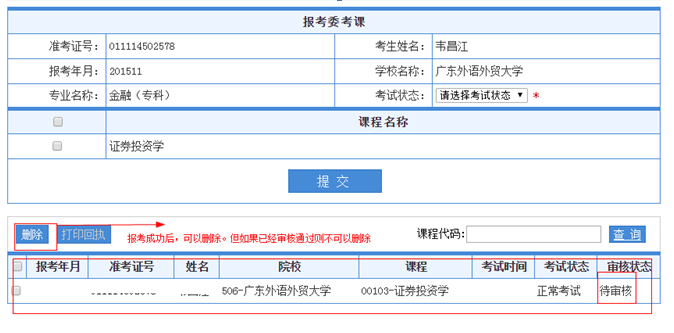 报考委考课
准考证号： 011114502578 考生姓名： 韦昌江
报考年月： 201511 学校名称： 广东外语外贸大学
专业名称： 金融（专科） 考试状态： 请选择考试状态 *
课程名称
证券投资学
提 交
删除 打印回执 报考成功后，可以删除。但如果已经审核通过则不可以删除 课程代码: 查 询
报考年月 准考证号 姓名 院校 课程 考试时间 考试状态 审核状态
506-广东外语外贸大学 00103-证券投资学 正常考试 待审核